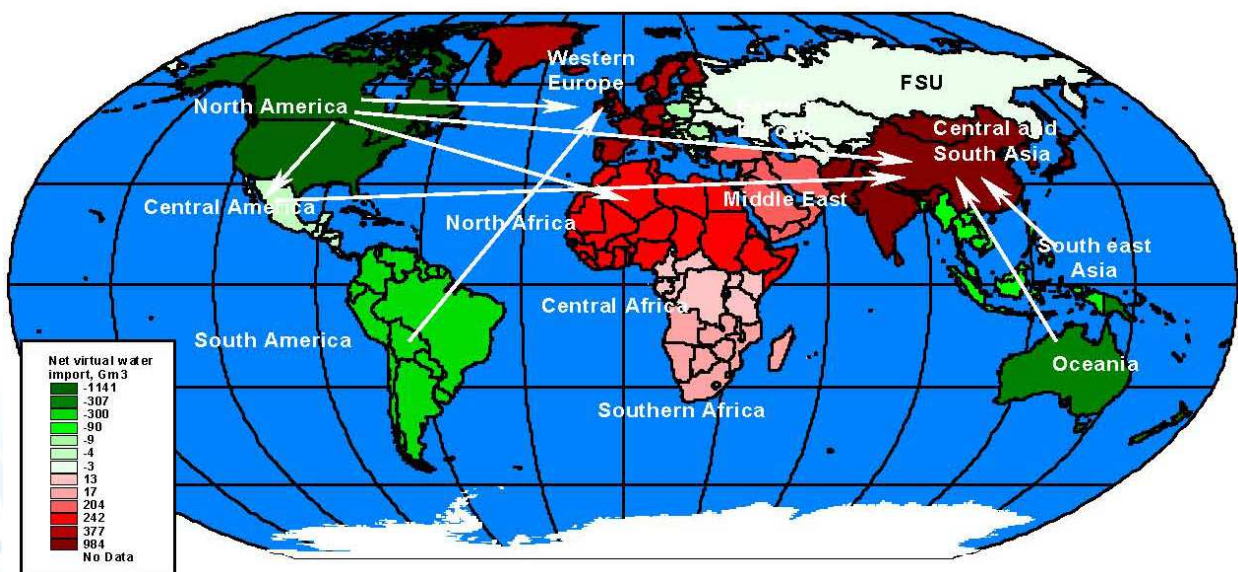 Western
Europe
North America
FSU
Eastern
Europe
Central and
South Asia
Central America
North Africa
Middle East
South east
Asia
Central Africa
South America
Oceania
Southern Africa
Net virtual water
import, Gm3
-1141
-307
-300
-90
-9
-4
-3
13
17
204
242
377
984
No Data